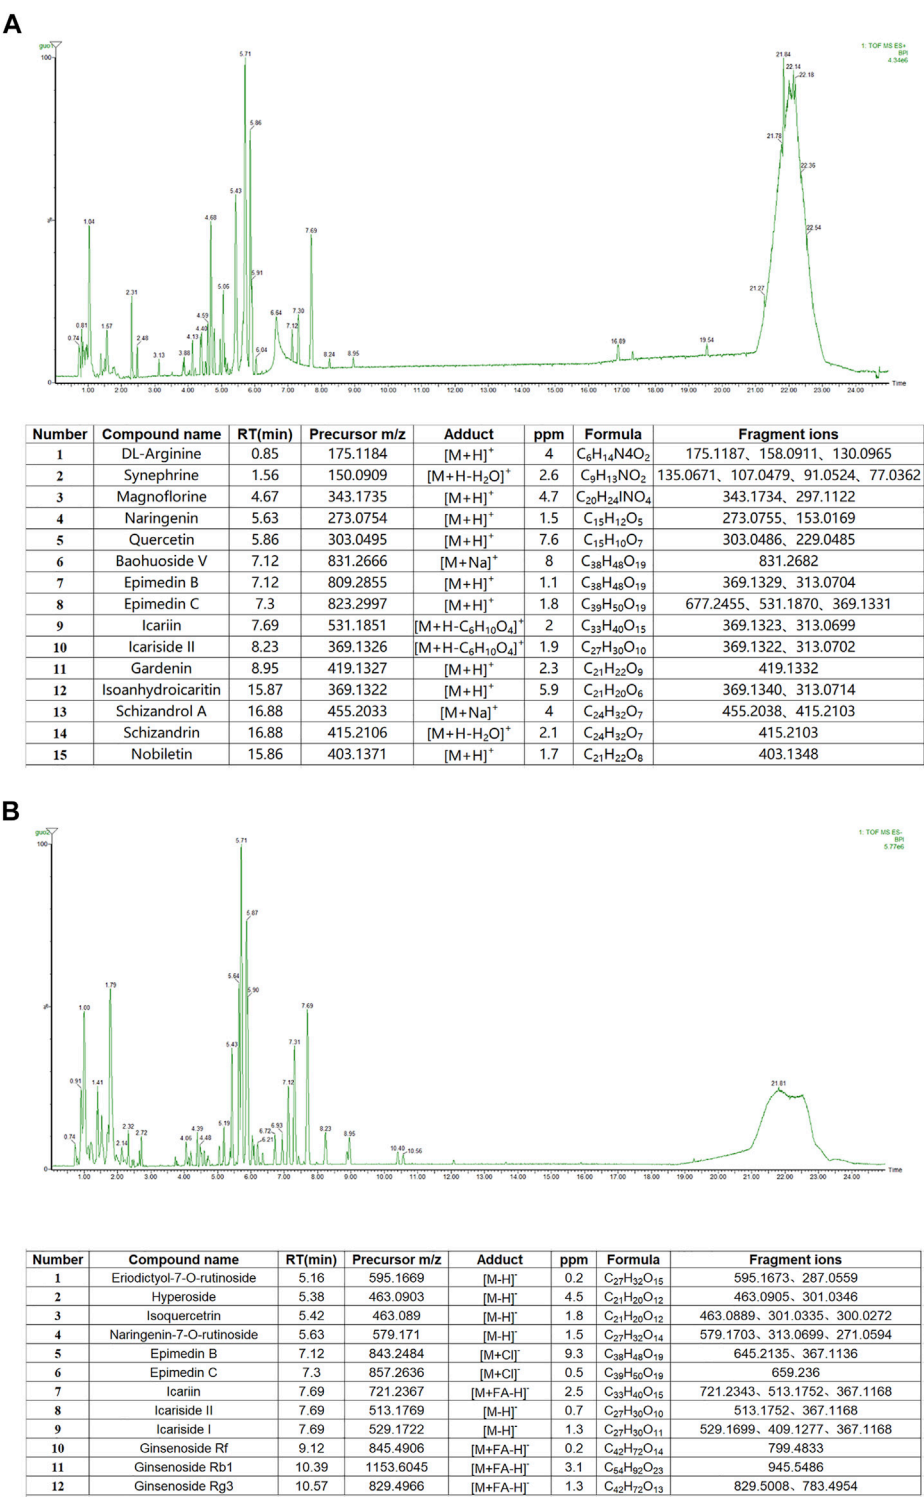 A
guo1
1: TOF MS ES+
BPI
4.34e6
100
%
0
0.74
0.81
1.04
1.57
2.31
2.48
3.13
3.88
4.13
4.40
4.59
4.68
5.05
5.43
5.71
5.86
5.91
6.04
6.64
7.12
7.30
7.69
8.24
8.95
16.89
19.54
21.27
21.78
21.84
22.14
22.18
22.36
22.54
1.00 2.00 3.00 4.00 5.00 6.00 7.00 8.00 9.00 10.00 11.00 12.00 13.00 14.00 15.00 16.00 17.00 18.00 19.00 20.00 21.00 22.00 23.00 24.00 Time
Number Compound name RT(min) Precursor m/z Adduct ppm Formula Fragment ions
1 DL-Arginine 0.85 175.1184 [M+H]⁺ 4 C₆H₁₄N4O₂ 175.1187、158.0911、130.0965
2 Synephrine 1.56 150.0909 [M+H-H₂O]⁺ 2.6 C₉H₁₃NO₂ 135.0671、107.0479、91.0524、77.0362
3 Magnoflorine 4.67 343.1735 [M+H]⁺ 4.7 C₂₀H₂₄INO₄ 343.1734、297.1122
4 Naringenin 5.63 273.0754 [M+H]⁺ 1.5 C₁₅H₁₂O₅ 273.0755、153.0169
5 Quercetin 5.86 303.0495 [M+H]⁺ 7.6 C₁₅H₁₀O₇ 303.0486、229.0485
6 Baohuoside V 7.12 831.2666 [M+Na]⁺ 8 C₃₈H₄₈O₁₉ 831.2682
7 Epimedin B 7.12 809.2855 [M+H]⁺ 1.1 C₃₈H₄₈O₁₉ 369.1329、313.0704
8 Epimedin C 7.3 823.2997 [M+H]⁺ 1.8 C₃₉H₅₀O₁₉ 677.2455、531.1870、369.1331
9 Icariin 7.69 531.1851 [M+H-C₆H₁₀O₄]⁺ 2 C₃₃H₄₀O₁₅ 369.1323、313.0699
10 Icariside II 8.23 369.1326 [M+H-C₆H₁₀O₄]⁺ 1.9 C₂₇H₃₀O₁₀ 369.1322、313.0702
11 Gardenin 8.95 419.1327 [M+H]⁺ 2.3 C₂₁H₂₂O₉ 419.1332
12 Isoanhydroicaritin 15.87 369.1322 [M+H]⁺ 5.9 C₂₁H₂₀O₆ 369.1340、313.0714
13 Schizandrol A 16.88 455.2033 [M+Na]⁺ 4 C₂₄H₃₂O₇ 455.2038、415.2103
14 Schizandrin 16.88 415.2106 [M+H-H₂O]⁺ 2.1 C₂₄H₃₂O₇ 415.2103
15 Nobiletin 15.86 403.1371 [M+H]⁺ 1.7 C₂₁H₂₂O₈ 403.1348
B
guo2
1: TOF MS ES-
BPI
5.77e6
100
%
0
0.74
0.91
1.00
1.41
1.79
2.14
2.32
2.72
4.06
4.39
4.48
5.19
5.43
5.64
5.71
5.87
5.90
6.21
6.72
6.93
7.12
7.31
7.69
8.23
8.95
10.40
10.56
21.81
1.00 2.00 3.00 4.00 5.00 6.00 7.00 8.00 9.00 10.00 11.00 12.00 13.00 14.00 15.00 16.00 17.00 18.00 19.00 20.00 21.00 22.00 23.00 24.00 Time
Number Compound name RT(min) Precursor m/z Adduct ppm Formula Fragment ions
1 Eriodictyol-7-O-rutinoside 5.16 595.1669 [M-H]⁻ 0.2 C₂₇H₃₂O₁₅ 595.1673、287.0559
2 Hyperoside 5.38 463.0903 [M-H]⁻ 4.5 C₂₁H₂₀O₁₂ 463.0905、301.0346
3 Isoquercetrin 5.42 463.089 [M-H]⁻ 1.8 C₂₁H₂₀O₁₂ 463.0889、301.0335、300.0272
4 Naringenin-7-O-rutinoside 5.63 579.171 [M-H]⁻ 1.5 C₂₇H₃₂O₁₄ 579.1703、313.0699、271.0594
5 Epimedin B 7.12 843.2484 [M+Cl]⁻ 9.3 C₃₈H₄₈O₁₉ 645.2135、367.1136
6 Epimedin C 7.3 857.2636 [M+Cl]⁻ 0.5 C₃₉H₅₀O₁₉ 659.236
7 Icariin 7.69 721.2367 [M+FA-H]⁻ 2.5 C₃₃H₄₀O₁₅ 721.2343、513.1752、367.1168
8 Icariside II 7.69 513.1769 [M-H]⁻ 0.7 C₂₇H₃₀O₁₀ 513.1752、367.1168
9 Icariside I 7.69 529.1722 [M-H]⁻ 1.3 C₂₇H₃₀O₁₁ 529.1699、409.1277、367.1168
10 Ginsenoside Rf 9.12 845.4906 [M+FA-H]⁻ 0.2 C₄₂H₇₂O₁₄ 799.4833
11 Ginsenoside Rb1 10.39 1153.6045 [M+FA-H]⁻ 3.1 C₅₄H₉₂O₂₃ 945.5486
12 Ginsenoside Rg3 10.57 829.4966 [M+FA-H]⁻ 1.3 C₄₂H₇₂O₁₃ 829.5008、783.4954